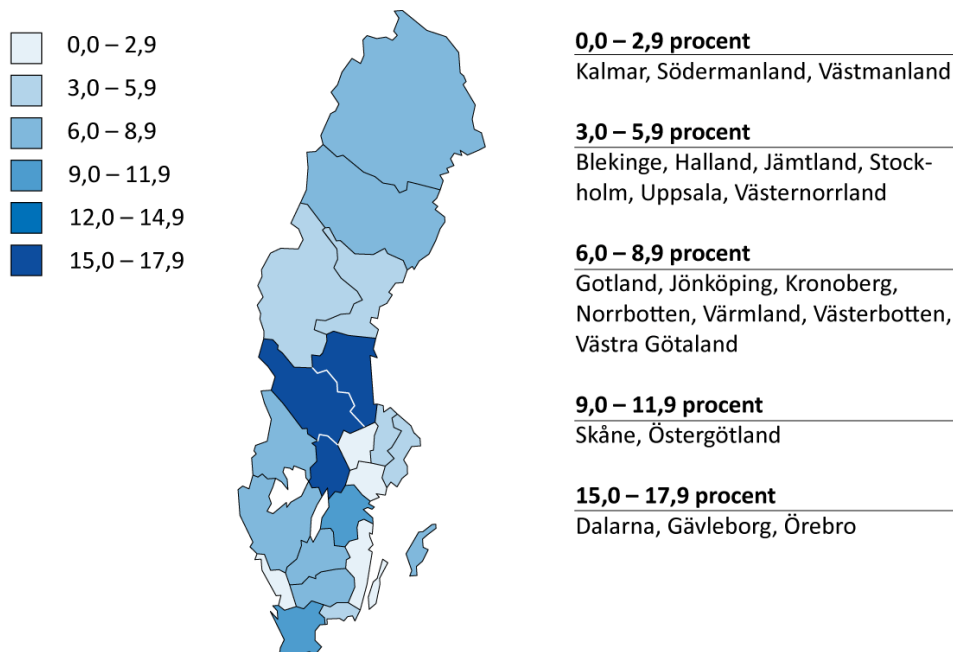 0,0 – 2,9
3,0 – 5,9
6,0 – 8,9
9,0 – 11,9
12,0 – 14,9
15,0 – 17,9
0,0 – 2,9 procent
Kalmar, Södermanland, Västmanland
3,0 – 5,9 procent
Blekinge, Halland, Jämtland, Stock-
holm, Uppsala, Västernorrland
6,0 – 8,9 procent
Gotland, Jönköping, Kronoberg,
Norrbotten, Värmland, Västerbotten,
Västra Götaland
9,0 – 11,9 procent
Skåne, Östergötland
15,0 – 17,9 procent
Dalarna, Gävleborg, Örebro